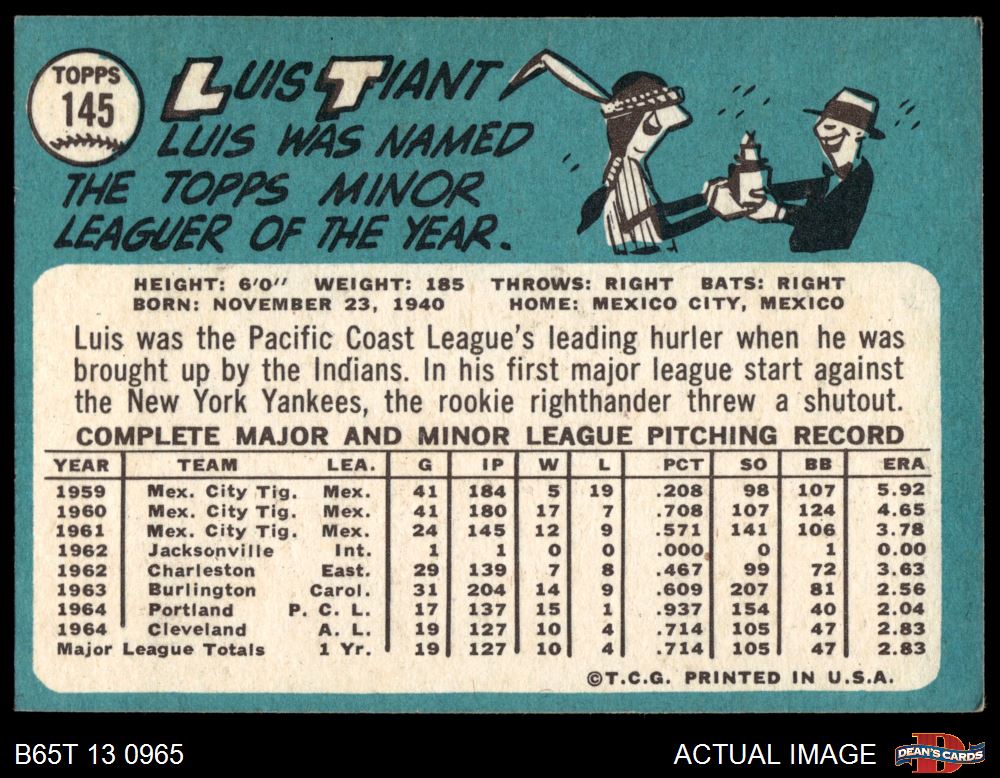 TOPPS
145
LUIS TIANT
LUIS WAS NAMED
THE TOPPS MINOR
LEAGUER OF THE YEAR.
HEIGHT: 6'0" WEIGHT: 185 THROWS: RIGHT BATS: RIGHT
BORN: NOVEMBER 23, 1940 HOME: MEXICO CITY, MEXICO
Luis was the Pacific Coast League's leading hurler when he was
brought up by the Indians. In his first major league start against
the New York Yankees, the rookie righthander threw a shutout.
COMPLETE MAJOR AND MINOR LEAGUE PITCHING RECORD
YEAR TEAM LEA. G IP W L PCT SO BB ERA
1959 Mex. City Tig. Mex. 41 184 5 19 .208 98 107 5.92
1960 Mex. City Tig. Mex. 41 180 17 7 .708 107 124 4.65
1961 Mex. City Tig. Mex. 24 145 12 9 .571 141 106 3.78
1962 Jacksonville Int. 1 1 0 0 .000 0 1 0.00
1962 Charleston East. 29 139 7 8 .467 99 72 3.63
1963 Burlington Carol. 31 204 14 9 .609 207 81 2.56
1964 Portland P. C. L. 17 137 15 1 .937 154 40 2.04
1964 Cleveland A. L. 19 127 10 4 .714 105 47 2.83
Major League Totals 1 Yr. 19 127 10 4 .714 105 47 2.83
©T.C.G. PRINTED IN U.S.A.
B65T 13 0965 ACTUAL IMAGE
D
DEAN'S CARDS